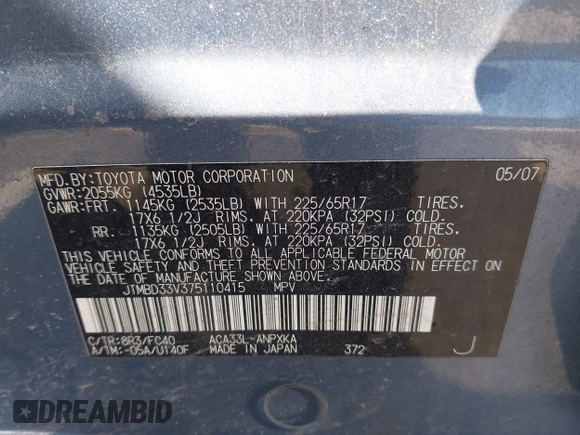 MFD.BY:TOYOTA MOTOR CORPORATION 05/07
GVWR:2055KG (4535LB)
GAWR:FRT. 1145KG (2535LB) WITH 225/65R17 TIRES.
17X6 1/2J RIMS. AT 220KPA (32PSI) COLD.
RR. 1135KG (2505LB) WITH 225/65R17 TIRES.
17X6 1/2J RIMS. AT 220KPA (32PSI) COLD.
THIS VEHICLE CONFORMS TO ALL APPLICABLE FEDERAL MOTOR
VEHICLE SAFETY AND THEFT PREVENTION STANDARDS IN EFFECT ON
THE DATE OF MANUFACTURE SHOWN ABOVE.
JTMBD33V375110415 MPV
C/TR:8R3/FC40 ACA33L-ANPXKA
A/TM:-05A/U140F MADE IN JAPAN 372 J
DREAMBID